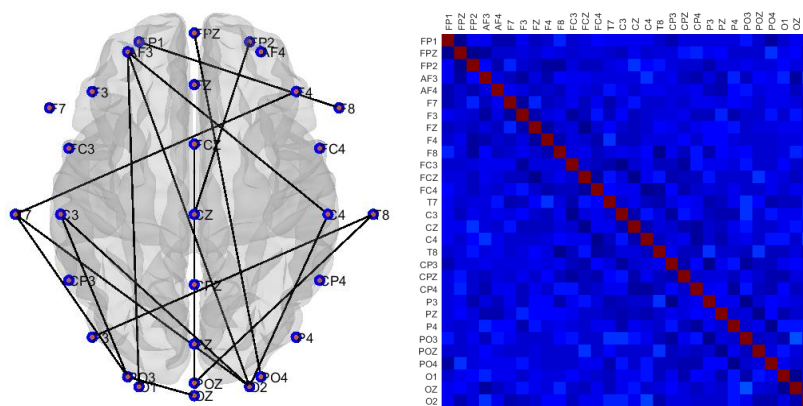 FPZ
FP1 FP2
AF3 AF4
FZ
F3 F4
F7 F8
FCZ
FC3 FC4
T7 C3 CZ C4 T8
CP3 CPZ CP4
P3 PZ P4
PO3 POZ PO4
O1 OZ O2
FP1 FPZ FP2 AF3 AF4 F7 F3 FZ F4 F8 FC3 FCZ FC4 T7 C3 CZ C4 T8 CP3 CPZ CP4 P3 PZ P4 PO3 POZ PO4 O1 OZ
FP1
FPZ
FP2
AF3
AF4
F7
F3
FZ
F4
F8
FC3
FCZ
FC4
T7
C3
CZ
C4
T8
CP3
CPZ
CP4
P3
PZ
P4
PO3
POZ
PO4
O1
OZ
O2